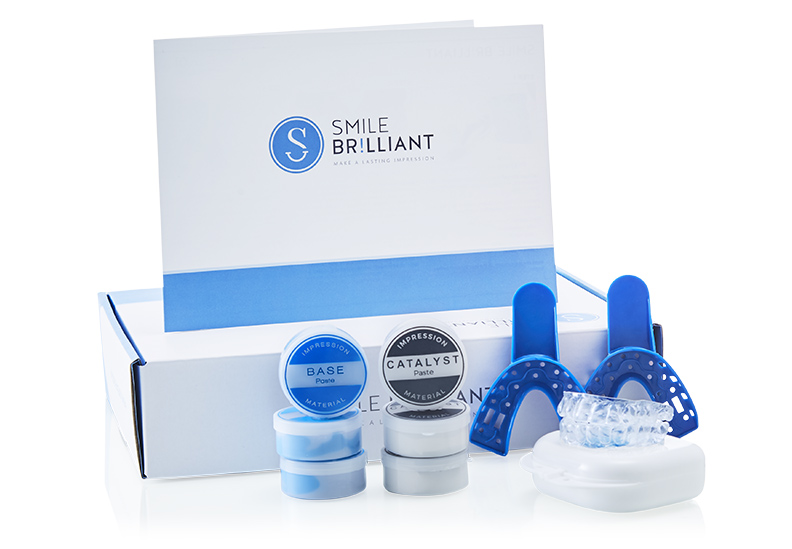 S
SMILE
BR!LLIANT
MAKE A LASTING IMPRESSION
IMPRESSION
BASE
Paste
MATERIAL
IMPRESSION
CATALYST
Paste
MATERIAL